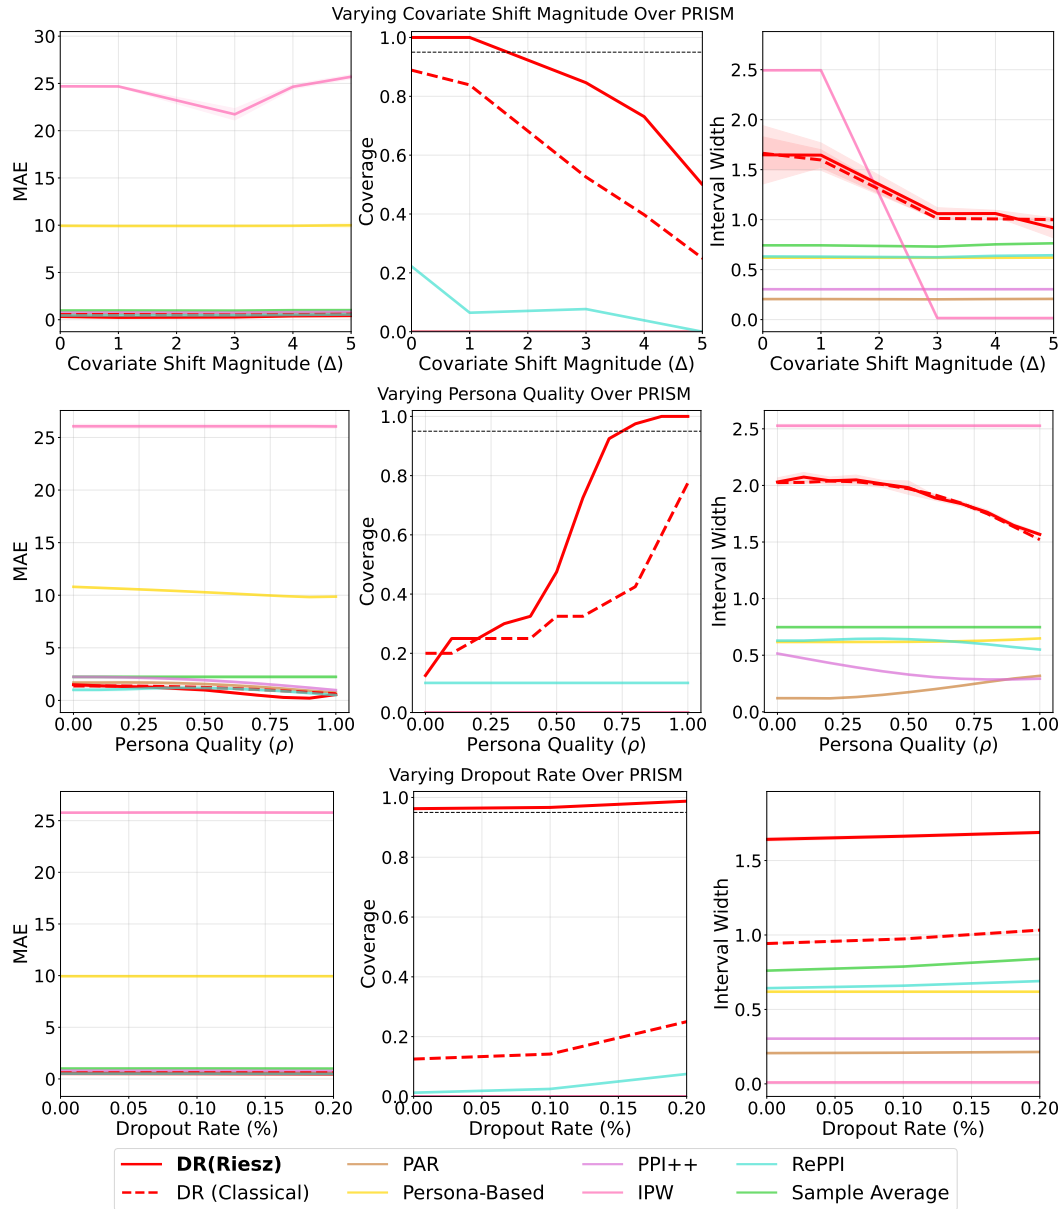 Varying Covariate Shift Magnitude Over PRISM
MAE
30
25
20
15
10
5
0
0 1 2 3 4 5
Covariate Shift Magnitude (Δ)
Coverage
1.0
0.8
0.6
0.4
0.2
0.0
0 1 2 3 4 5
Covariate Shift Magnitude (Δ)
Interval Width
2.5
2.0
1.5
1.0
0.5
0.0
0 1 2 3 4 5
Covariate Shift Magnitude (Δ)
Varying Persona Quality Over PRISM
MAE
25
20
15
10
5
0
0.00 0.25 0.50 0.75 1.00
Persona Quality (ρ)
Coverage
1.0
0.8
0.6
0.4
0.2
0.0
0.00 0.25 0.50 0.75 1.00
Persona Quality (ρ)
Interval Width
2.5
2.0
1.5
1.0
0.5
0.0
0.00 0.25 0.50 0.75 1.00
Persona Quality (ρ)
Varying Dropout Rate Over PRISM
MAE
25
20
15
10
5
0
0.00 0.05 0.10 0.15 0.20
Dropout Rate (%)
Coverage
1.0
0.8
0.6
0.4
0.2
0.0
0.00 0.05 0.10 0.15 0.20
Dropout Rate (%)
Interval Width
1.5
1.0
0.5
0.0
0.00 0.05 0.10 0.15 0.20
Dropout Rate (%)
DR(Riesz) PAR PPI++ RePPI
DR (Classical) Persona-Based IPW Sample Average